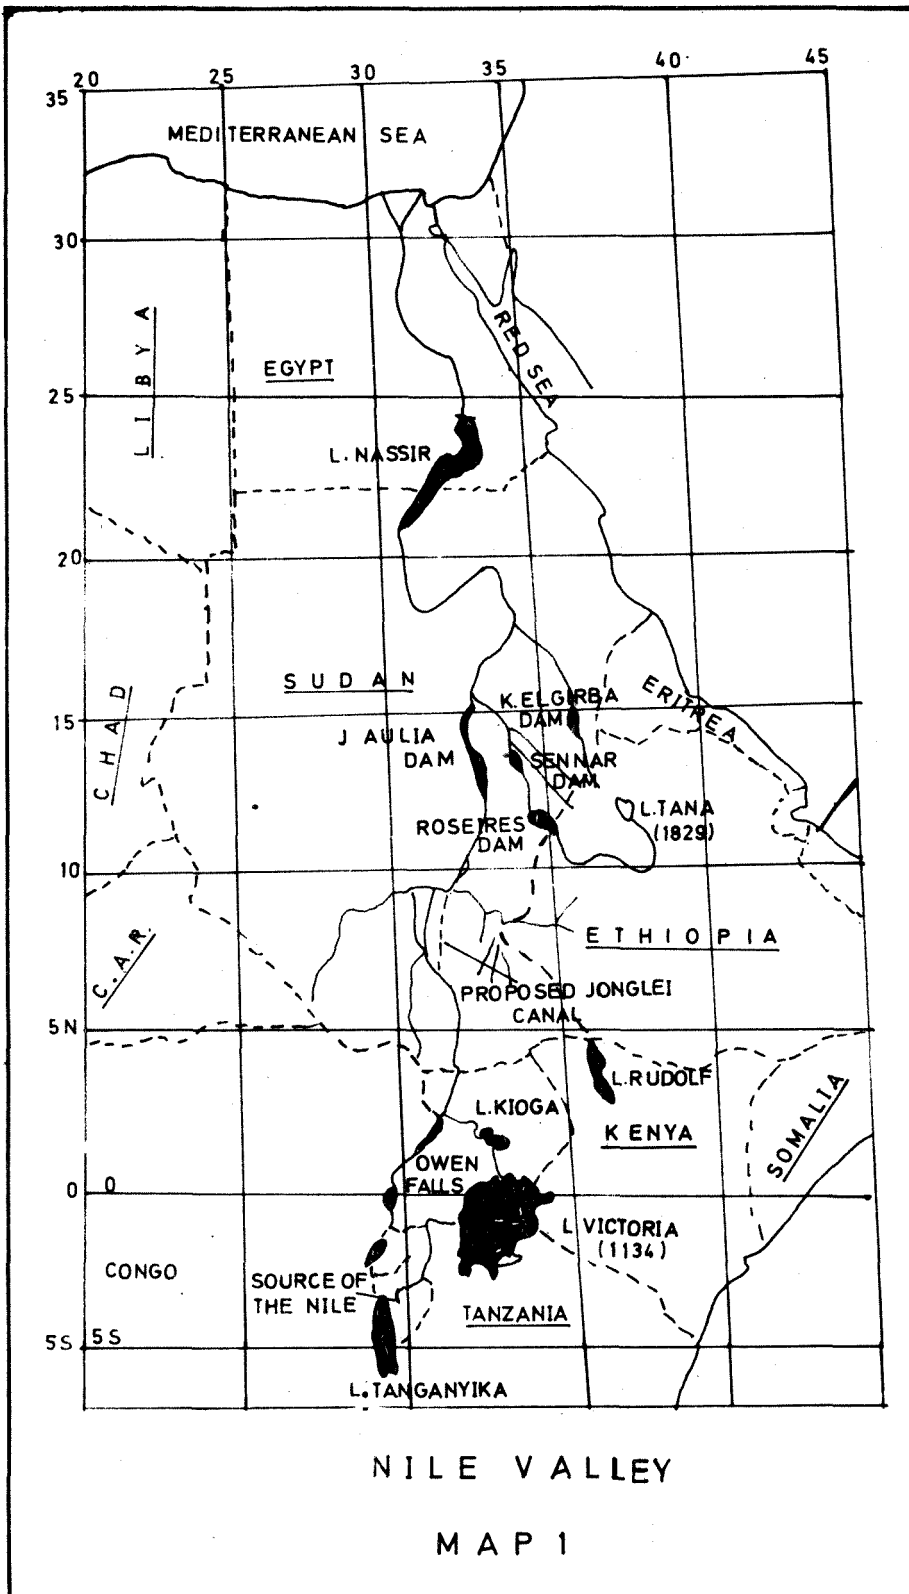 20 25 30 35 40 45
35
MEDITERRANEAN SEA
30
LIBYA
RED SEA
EGYPT
25
L. NASSIR
20
SUDAN
CHAD
K. ELGIRBA
DAM
ERITREA
15
J AULIA
DAM
SENNAR
DAM
L.TANA
(1829)
ROSEIRES
DAM
10
C.A.R.
ETHIOPIA
PROPOSED JONGLEI
CANAL
5N
L.RUDOLF
L.KIOGA
KENYA
SOMALIA
OWEN
FALLS
0 0
L VICTORIA
(1134)
CONGO
SOURCE OF
THE NILE
TANZANIA
5S 5S
L.TANGANYIKA
NILE VALLEY
MAP 1